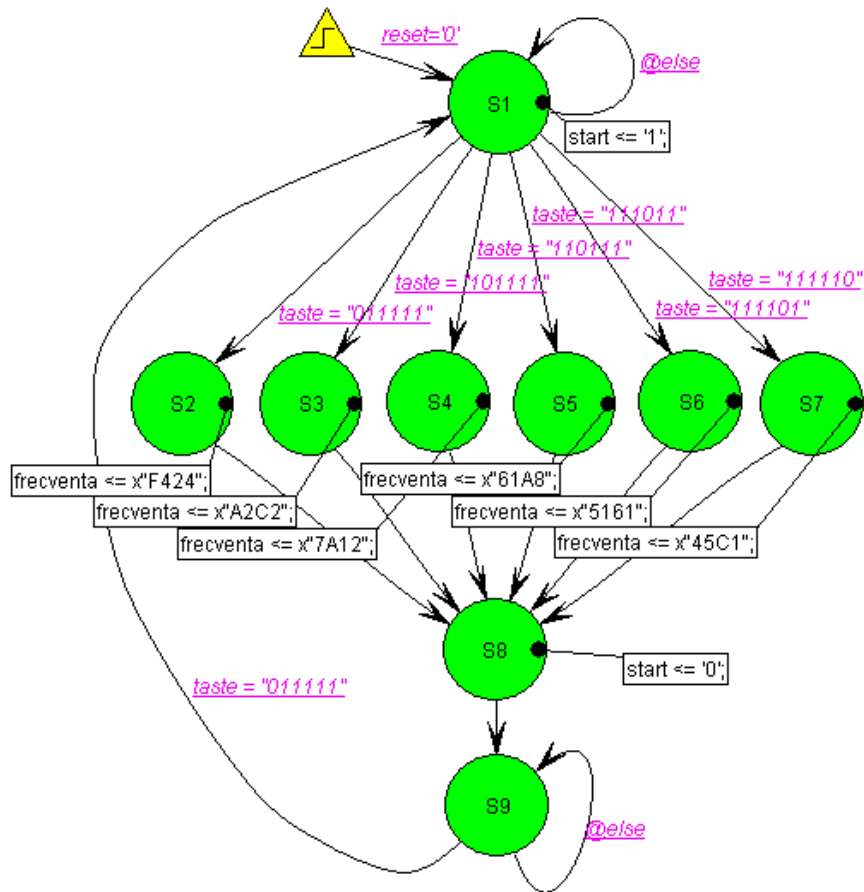 reset='0'
@else
S1
start <= '1';
taste = "111011"
taste = "110111"
taste = "101111"
taste = "111110"
taste = "011111"
taste = "111101"
S2
S3
S4
S5
S6
S7
frecventa <= x"F424";
frecventa <= x"61A8";
frecventa <= x"A2C2";
frecventa <= x"5161";
frecventa <= x"7A12";
frecventa <= x"45C1";
S8
start <= '0';
taste = "011111"
S9
@else